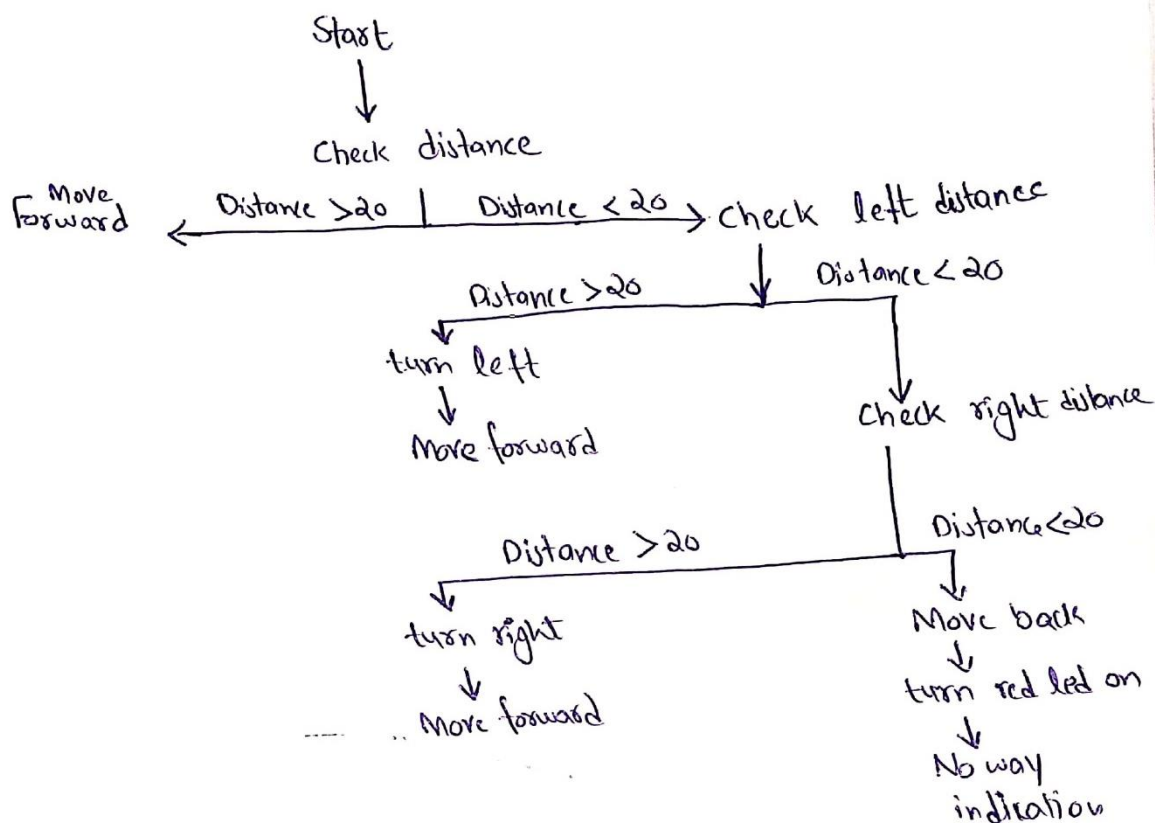 Start
Check distance
Move
forward
Distance >20
Distance <20
Check left distance
Distance >20
Distance <20
turn left
Move forward
Check right distance
Distance >20
Distance <20
turn right
Move forward
Move back
turn red led on
No way
indication